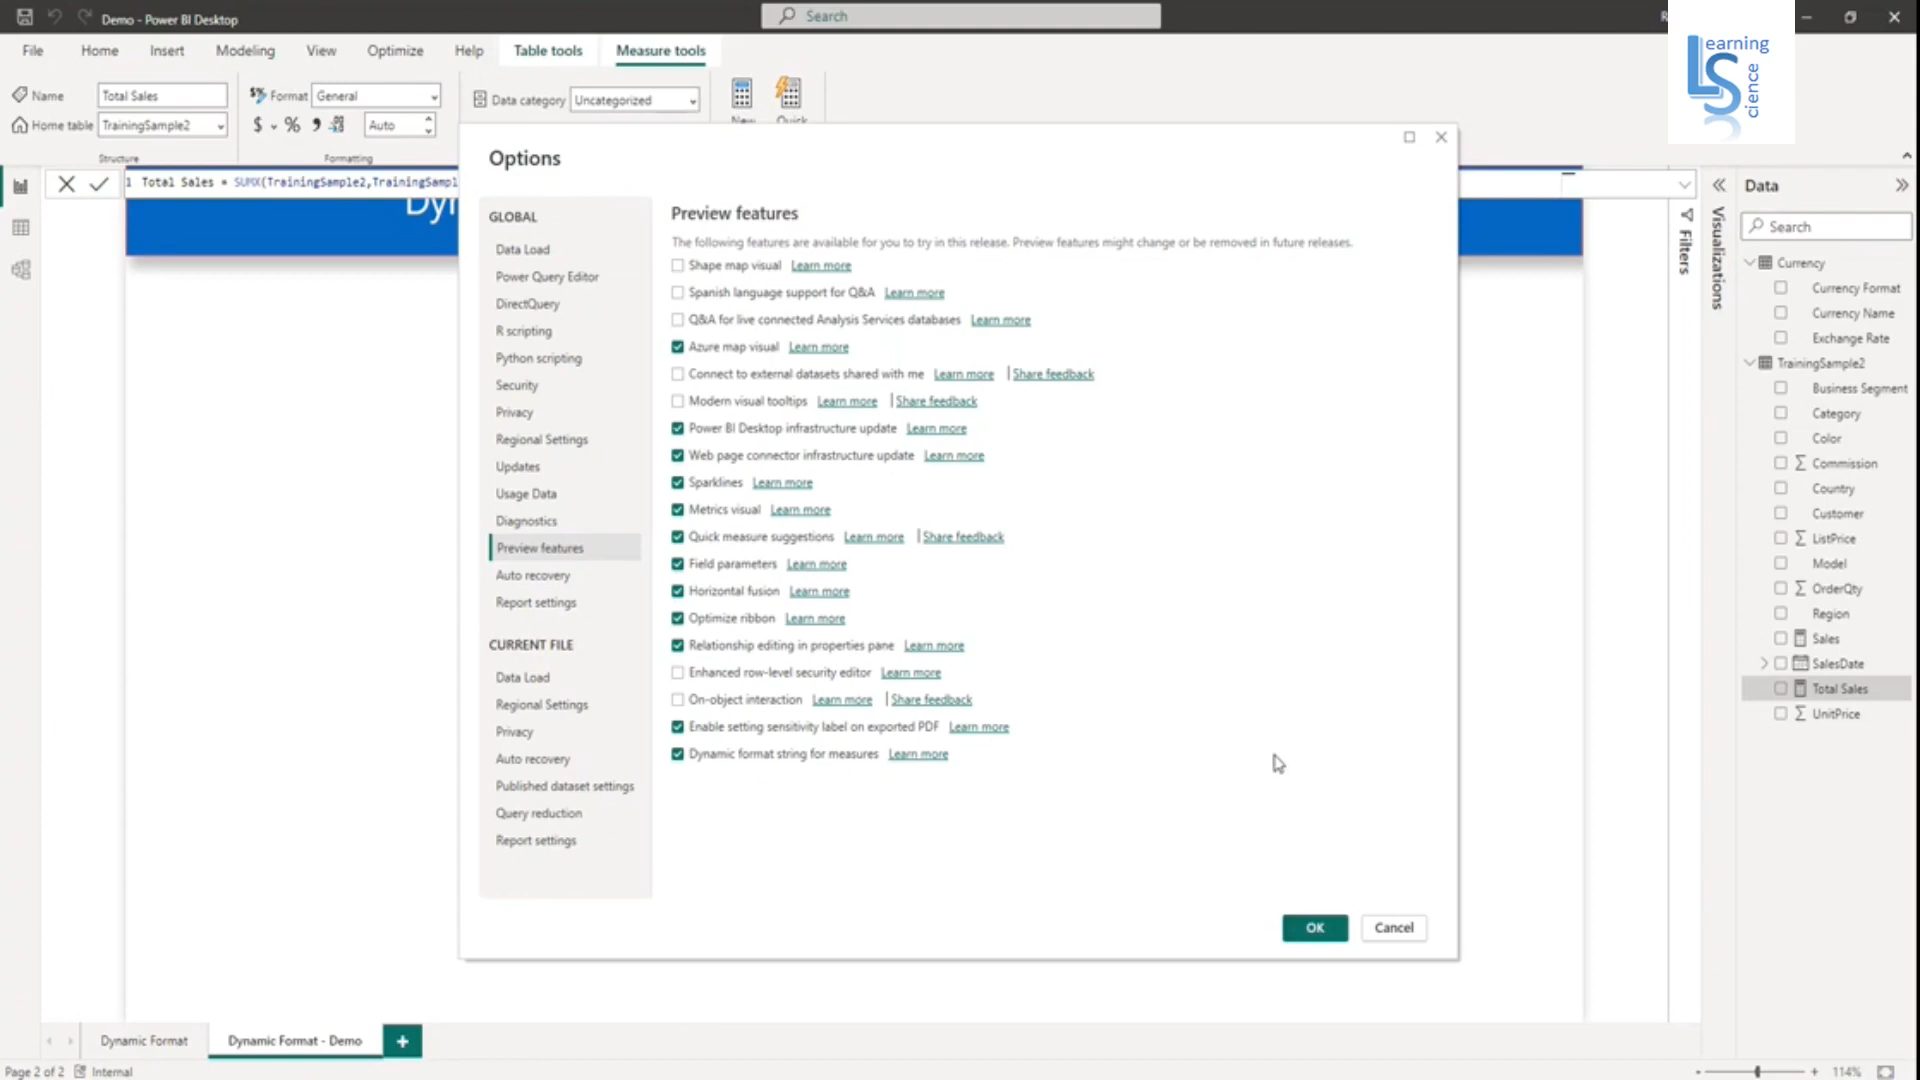 Demo - Power BI Desktop
Search
File Home Insert Modeling View Optimize Help Table tools Measure tools
Learning Science
Name Total Sales
Format General
Data category Uncategorized
Home table TrainingSample2
$ % Auto
New Quick
Structure
Formatting
1 Total Sales = SUMX(TrainingSample2,TrainingSampl
Dyn
Options
GLOBAL
Data Load
Power Query Editor
DirectQuery
R scripting
Python scripting
Security
Privacy
Regional Settings
Updates
Usage Data
Diagnostics
Preview features
Auto recovery
Report settings
CURRENT FILE
Data Load
Regional Settings
Privacy
Auto recovery
Published dataset settings
Query reduction
Report settings
Preview features
The following features are available for you to try in this release. Preview features might change or be removed in future releases.
Shape map visual Learn more
Spanish language support for Q&A Learn more
Q&A for live connected Analysis Services databases Learn more
Azure map visual Learn more
Connect to external datasets shared with me Learn more | Share feedback
Modern visual tooltips Learn more | Share feedback
Power BI Desktop infrastructure update Learn more
Web page connector infrastructure update Learn more
Sparklines Learn more
Metrics visual Learn more
Quick measure suggestions Learn more | Share feedback
Field parameters Learn more
Horizontal fusion Learn more
Optimize ribbon Learn more
Relationship editing in properties pane Learn more
Enhanced row-level security editor Learn more
On-object interaction Learn more | Share feedback
Enable setting sensitivity label on exported PDF Learn more
Dynamic format string for measures Learn more
OK Cancel
Filters
Visualizations
Data
Search
Currency
Currency Format
Currency Name
Exchange Rate
TrainingSample2
Business Segment
Category
Color
Commission
Country
Customer
ListPrice
Model
OrderQty
Region
Sales
SalesDate
Total Sales
UnitPrice
Dynamic Format Dynamic Format - Demo +
Page 2 of 2 Internal
- + 114%